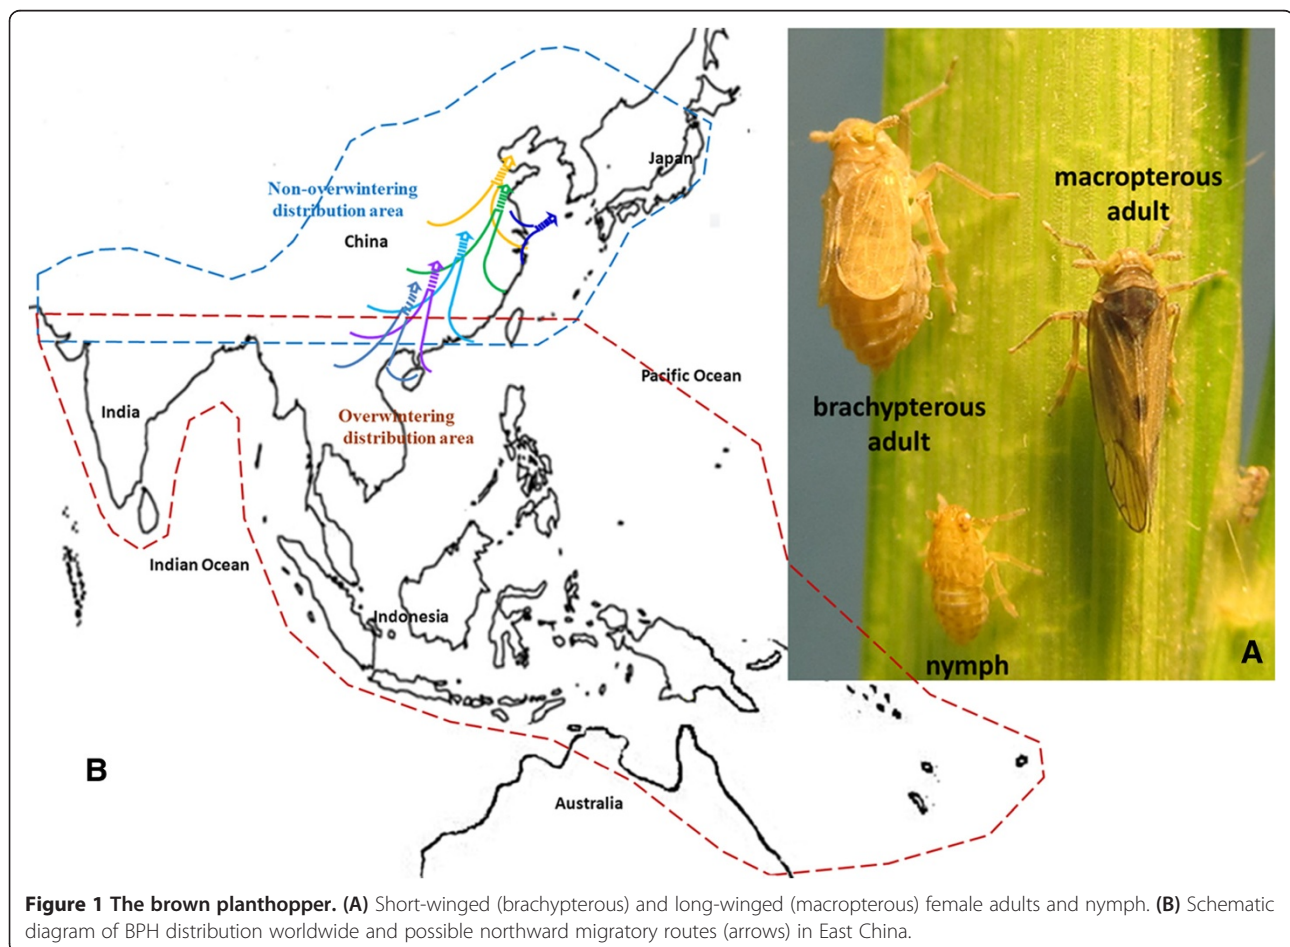 Non-overwintering
distribution area
China
Japan
India
Overwintering
distribution area
Pacific Ocean
Indian Ocean
Indonesia
Australia
B
macropterous
adult
brachypterous
adult
nymph
A
Figure 1 The brown planthopper. (A) Short-winged (brachypterous) and long-winged (macropterous) female adults and nymph. (B) Schematic
diagram of BPH distribution worldwide and possible northward migratory routes (arrows) in East China.